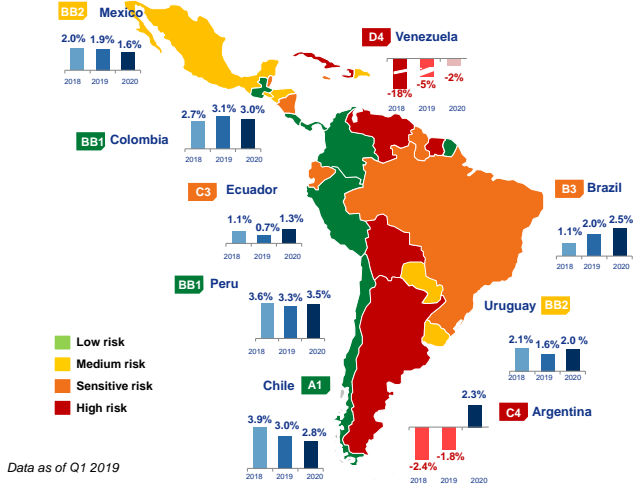 BB2 Mexico
2.0% 1.9% 1.6%
2018 2019 2020
D4 Venezuela
-18% -5% -2%
2018 2019 2020
BB1 Colombia
2.7% 3.1% 3.0%
2018 2019 2020
C3 Ecuador
1.1% 0.7% 1.3%
2018 2019 2020
B3 Brazil
1.1% 2.0% 2.5%
2018 2019 2020
BB1 Peru
3.6% 3.3% 3.5%
2018 2019 2020
Uruguay BB2
2.1% 1.6% 2.0 %
2018 2019 2020
Low risk
Medium risk
Sensitive risk
High risk
Chile A1
3.9% 3.0% 2.8%
2018 2019 2020
C4 Argentina
2.3%
-2.4% -1.8%
2018 2019 2020
Data as of Q1 2019